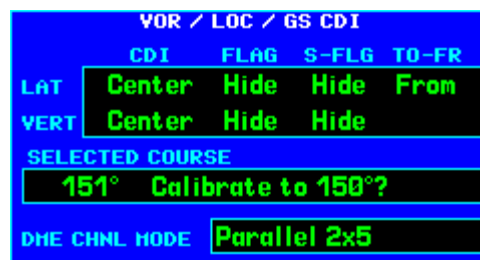 VOR / LOC / GS CDI
CDI FLAG S-FLG TO-FR
LAT Center Hide Hide From
VERT Center Hide Hide
SELECTED COURSE
151° Calibrate to 150°?
DME CHNL MODE Parallel 2x5